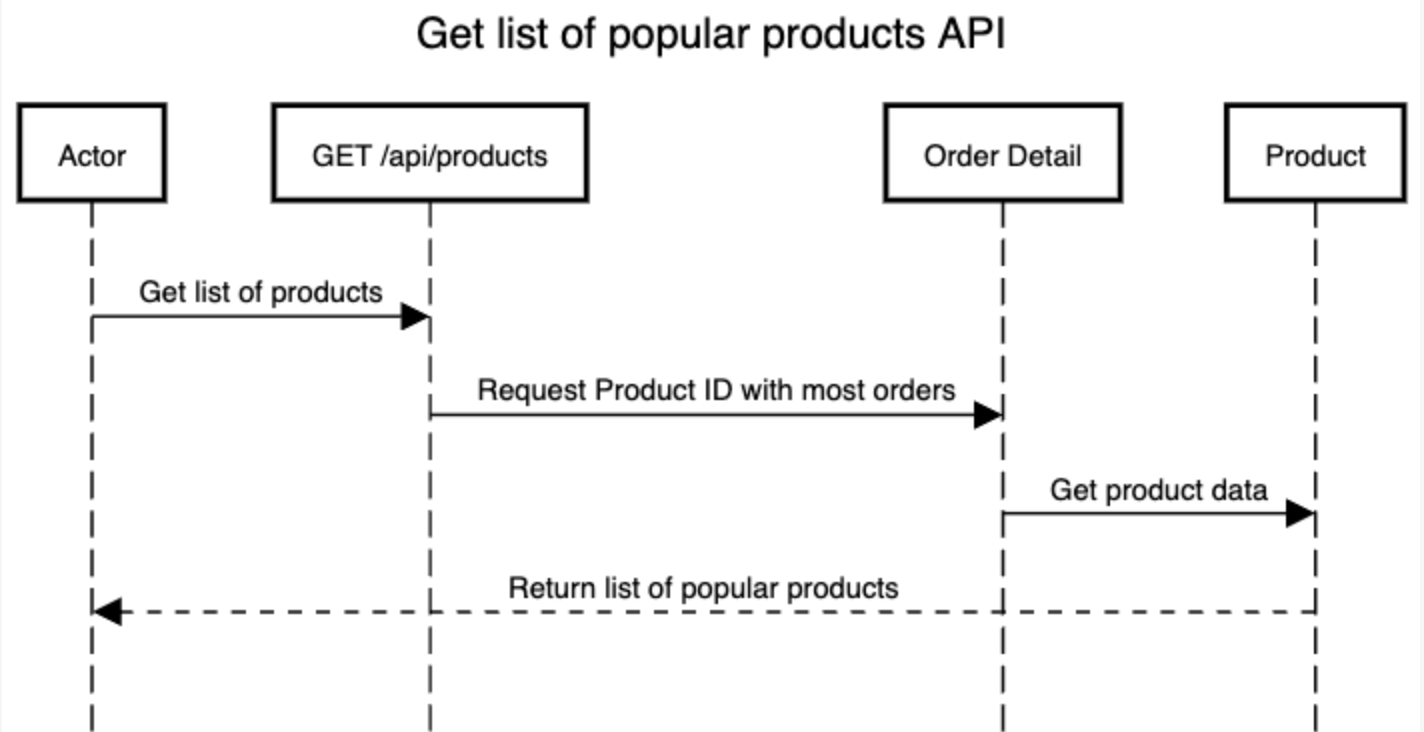 Get list of popular products API
Actor
GET /api/products
Order Detail
Product
Get list of products
Request Product ID with most orders
Get product data
Return list of popular products